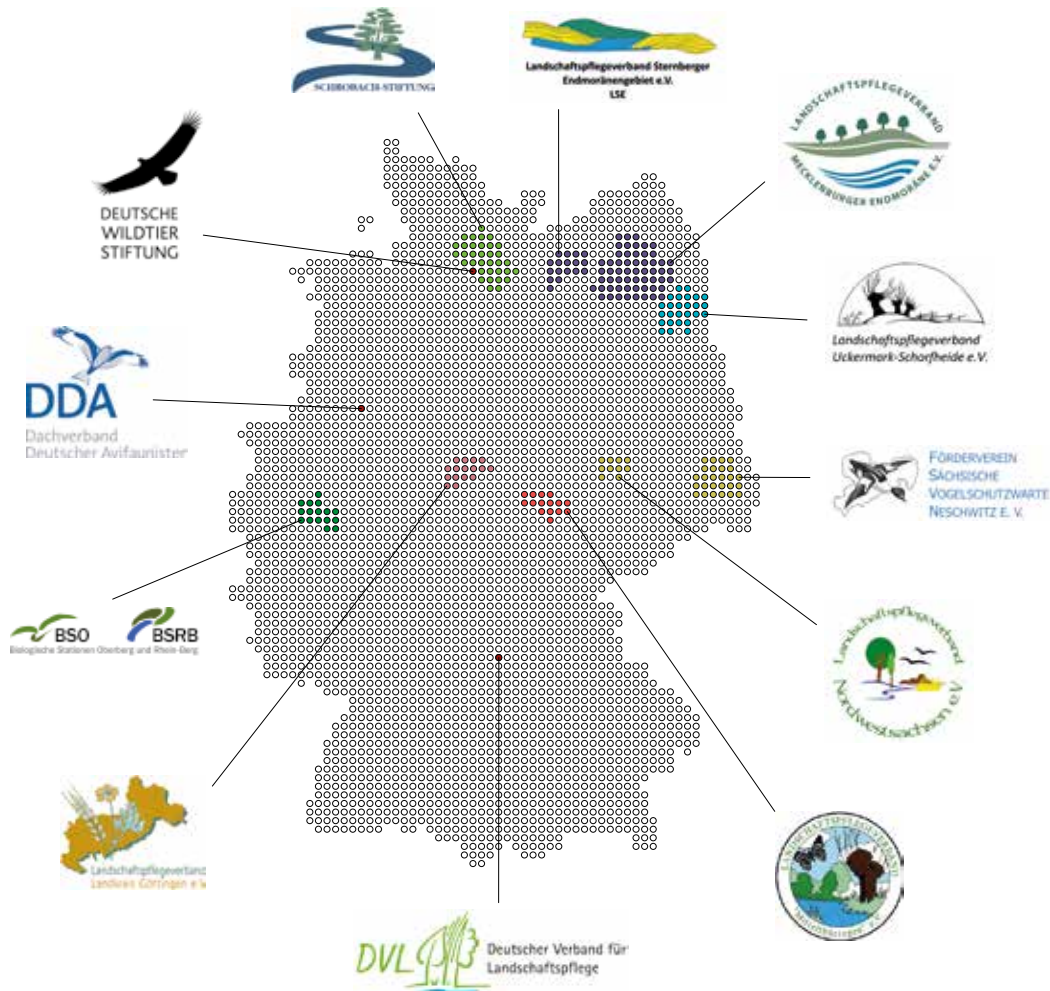 SCHROBACH-STIFTUNG
Landschaftspflegeverband Sternberger
Endmoränengebiet e.V.
LSE
LANDSCHAFTSPFLEGEVERBAND
MECKLENBURGER ENDMORÄNE E.V.
DEUTSCHE
WILDTIER
STIFTUNG
Landschaftspflegeverband
Uckermark-Schorfheide e.V.
DDA
Dachverband
Deutscher Avifaunisten
FÖRDERVEREIN
SÄCHSISCHE
VOGELSCHUTZWARTE
NESCHWITZ E. V.
BSO
BSRB
Biologische Stationen Oberberg und Rhein-Berg
Landschaftspflegeverband
Nordwestsachsen e.V.
Landschaftspflegeverband
Landkreis Göttingen e.V.
LANDSCHAFTSPFLEGEVERBAND
"Mittelthüringen" e.V.
DVL
Deutscher Verband für
Landschaftspflege